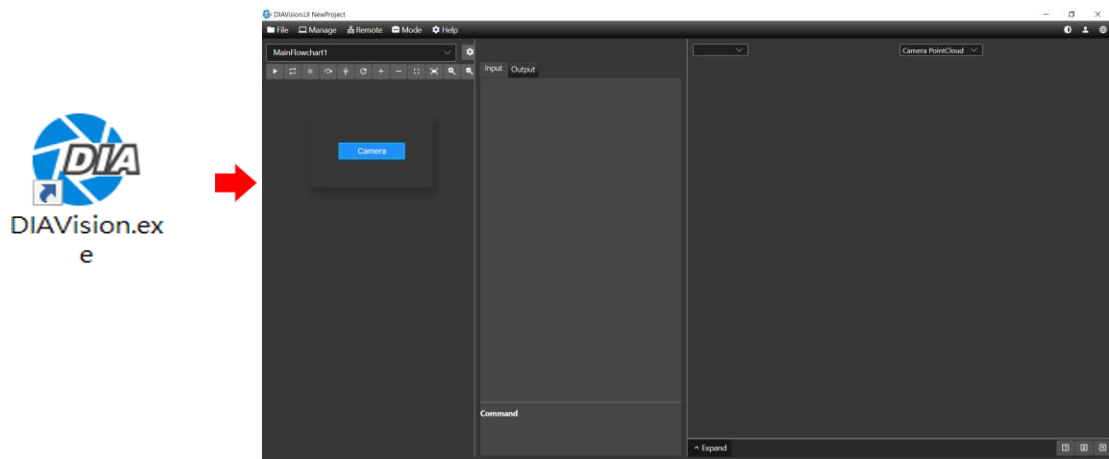 DIA
DIAVision.ex
e
DIAVision.UI NewProject
File Manage Remote Mode Help
MainFlowchart1
Camera PointCloud
Input Output
Camera
Command
Expand